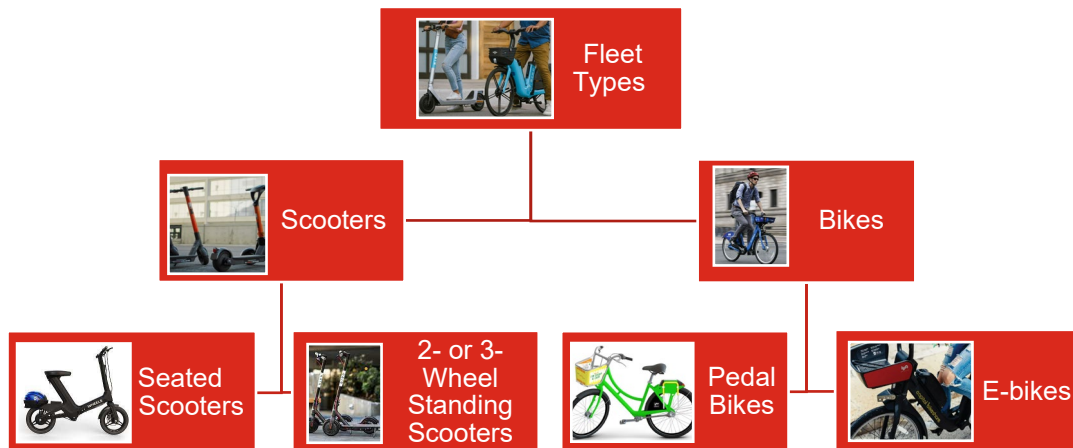 Fleet
Types
Scooters
Bikes
Seated
Scooters
2- or 3-
Wheel
Standing
Scooters
Pedal
Bikes
E-bikes